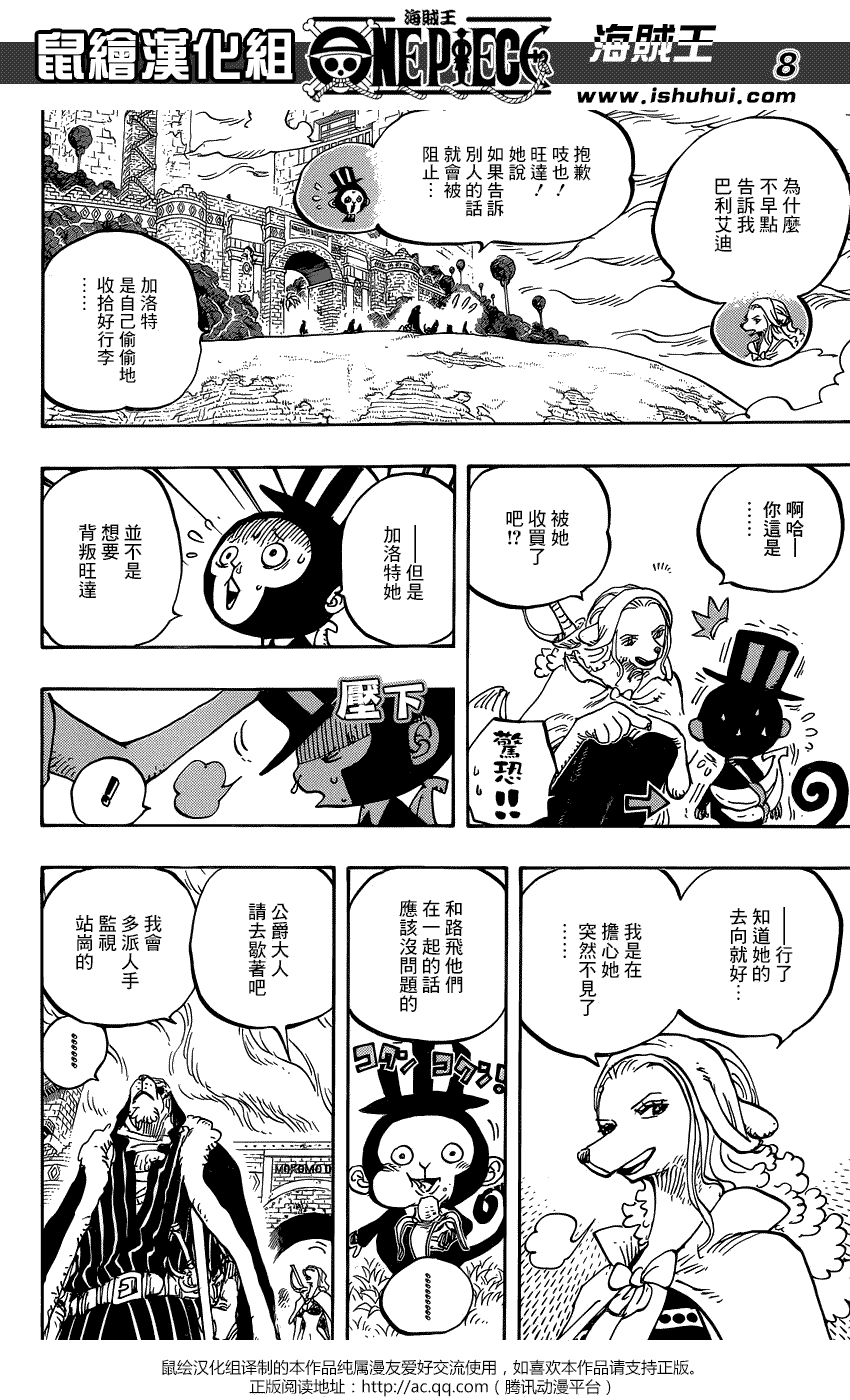 鼠繪漢化組
海賊王
ONE PIECE
海賊王
8
www.ishuhui.com
為什麼
不早點
告訴我
巴利艾迪
抱歉
吱也!
旺達!
她說
如果告訴
別人的話
就會被
阻止…
加洛特
是自己偷偷地
收拾好行李
……
啊哈—
你這是
……
被她
收買了
吧!?
驚恐!!
——但是
加洛特她
並不是
想要
背叛旺達
壓下
!
——行了
知道她的
去向就好…
我是在
擔心她
突然不見了
……
和路飛他們
在一起的話
應該沒問題的
コクン
コクン!
………
公爵大人
請去歇著吧
我會
多派人手
監視
站崗的
………
MOKOMO D
鼠绘汉化组译制的本作品纯属漫友爱好交流使用，如喜欢本作品请支持正版。
正版阅读地址：http://ac.qq.com（腾讯动漫平台）